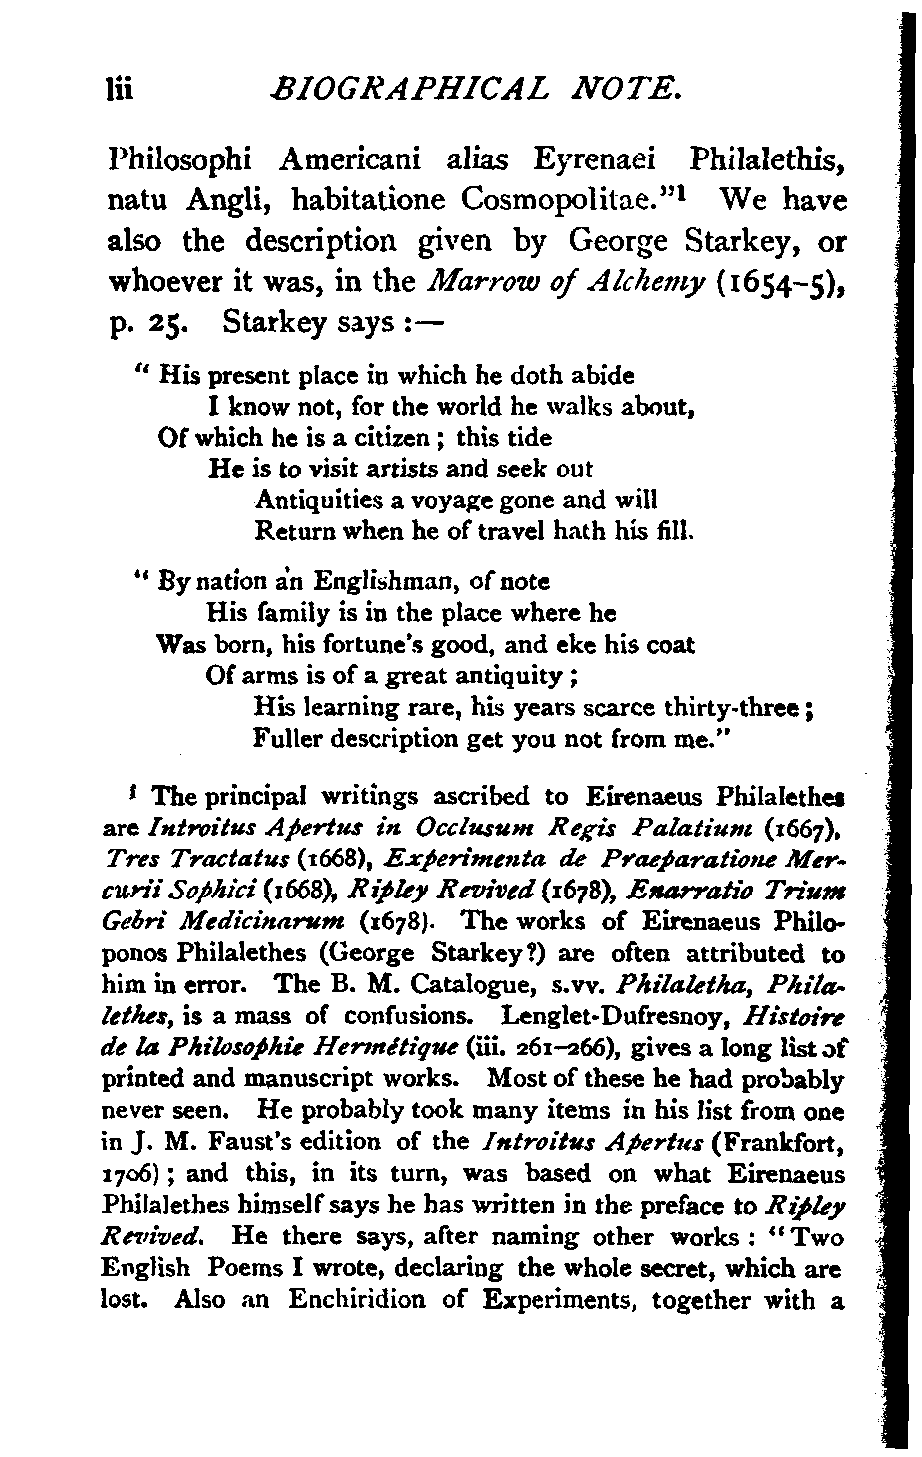 lii BIOGRAPHICAL NOTE.
Philosophi Americani alias Eyrenaei Philalethis,
natu Angli, habitatione Cosmopolitae."¹ We have
also the description given by George Starkey, or
whoever it was, in the Marrow of Alchemy (1654-5),
p. 25. Starkey says :—
" His present place in which he doth abide
I know not, for the world he walks about,
Of which he is a citizen ; this tide
He is to visit artists and seek out
Antiquities a voyage gone and will
Return when he of travel hath his fill.
" By nation an Englishman, of note
His family is in the place where he
Was born, his fortune's good, and eke his coat
Of arms is of a great antiquity ;
His learning rare, his years scarce thirty-three ;
Fuller description get you not from me."
¹ The principal writings ascribed to Eirenaeus Philalethes
are Introitus Apertus in Occlusum Regis Palatium (1667),
Tres Tractatus (1668), Experimenta de Praeparatione Mer-
curii Sophici (1668), Ripley Revived (1678), Enarratio Trium
Gebri Medicinarum (1678). The works of Eirenaeus Philo-
ponos Philalethes (George Starkey?) are often attributed to
him in error. The B. M. Catalogue, s.vv. Philaletha, Phila-
lethes, is a mass of confusions. Lenglet-Dufresnoy, Histoire
de la Philosophie Hermétique (iii. 261-266), gives a long list of
printed and manuscript works. Most of these he had probably
never seen. He probably took many items in his list from one
in J. M. Faust's edition of the Introitus Apertus (Frankfort,
1706) ; and this, in its turn, was based on what Eirenaeus
Philalethes himself says he has written in the preface to Ripley
Revived. He there says, after naming other works : " Two
English Poems I wrote, declaring the whole secret, which are
lost. Also an Enchiridion of Experiments, together with a